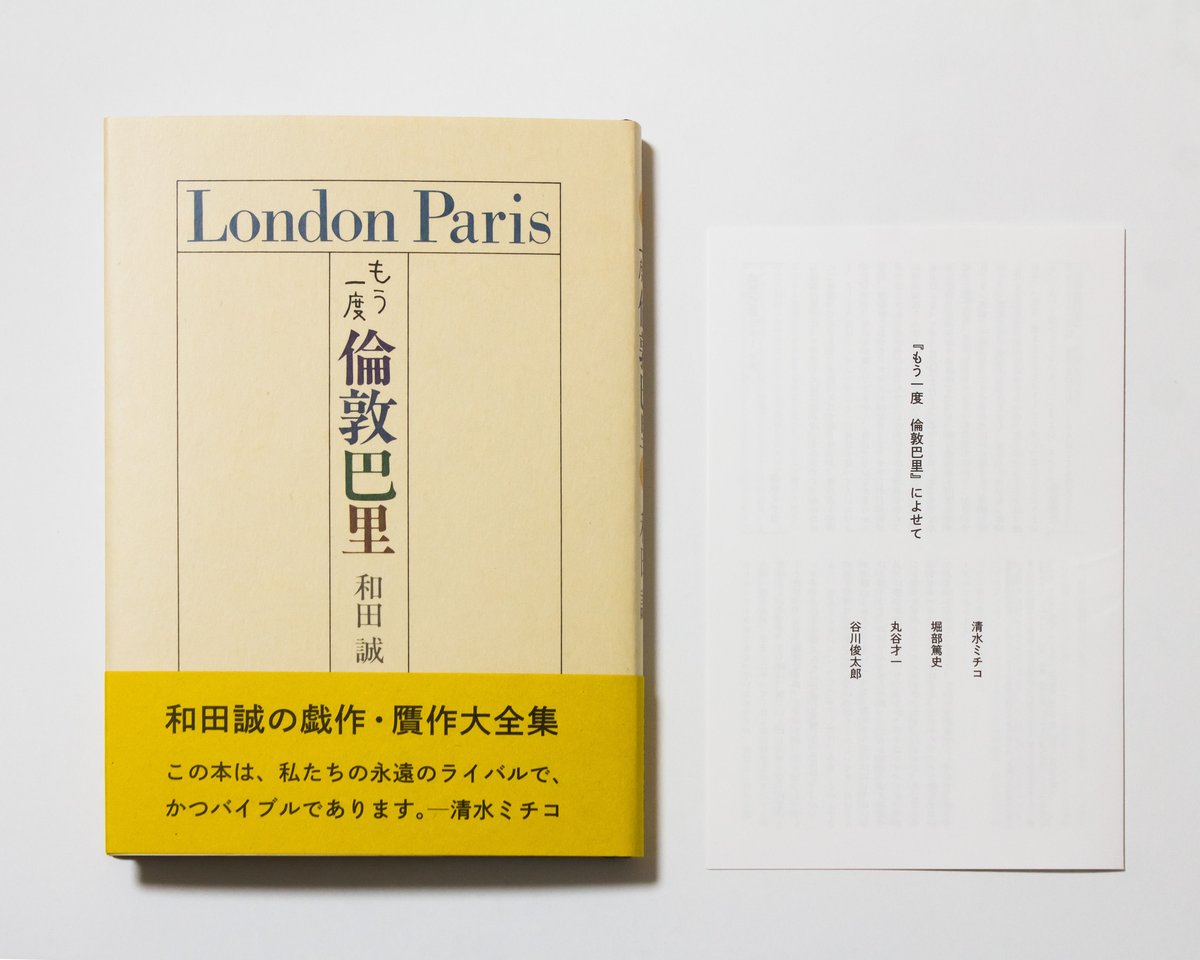 London Paris
もう
一度
倫敦巴里
和田 誠
和田誠の戯作・贋作大全集
この本は、私たちの永遠のライバルで、
かつバイブルであります。─清水ミチコ
『もう一度　倫敦巴里』によせて
清水ミチコ
堀部篤史
丸谷才一
谷川俊太郎